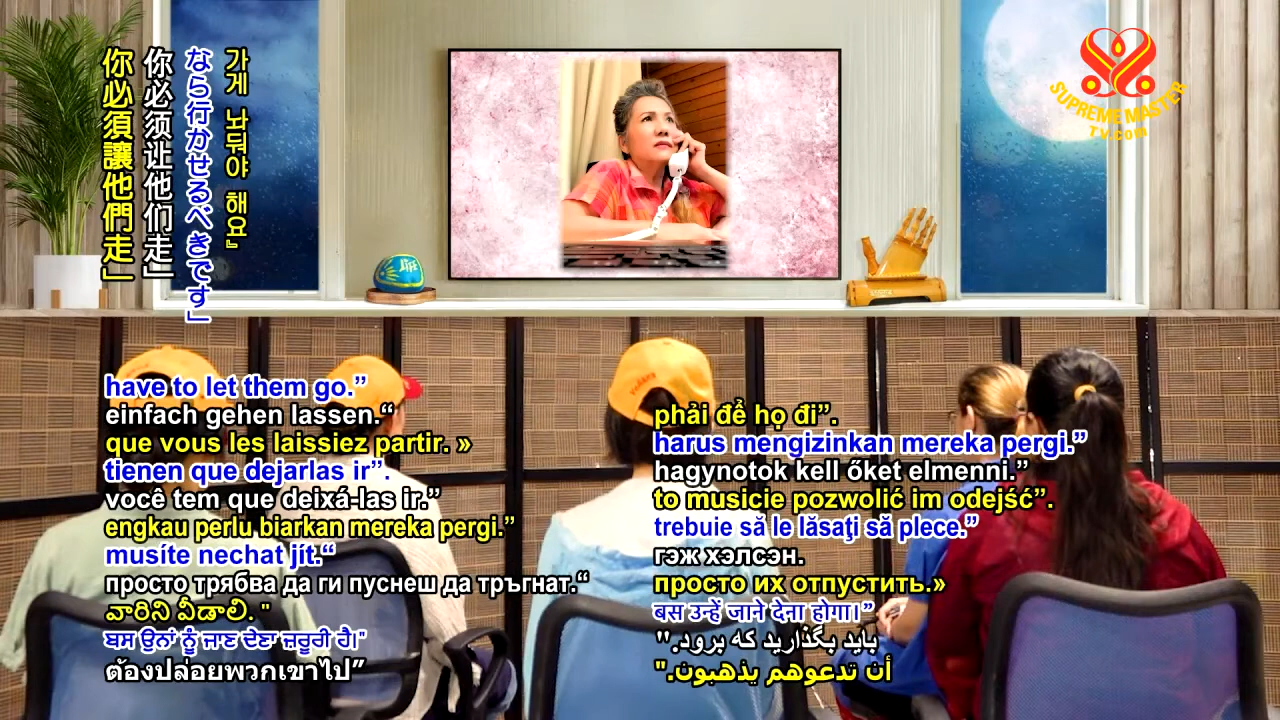 가게 놔둬야 해요』
なら行かせるべきです」
你必须让他们走」
你必須讓他們走」
SUPREME MASTER
TV.com
LIFE
have to let them go.”
einfach gehen lassen.“
que vous les laissiez partir. »
tienen que dejarlas ir”.
você tem que deixá-las ir.”
engkau perlu biarkan mereka pergi.”
musíte nechat jít.“
просто трябва да ги пуснеш да тръгнат.“
వారిని వీడాలి. "
ਬਸ ਉਨਾਂ ਨੂੰ ਜਾਣ ਦੇਣਾ ਜ਼ਰੂਰੀ ਹੈ।"
ต้องปล่อยพวกเขาไป”
phải để họ đi”.
harus mengizinkan mereka pergi.”
hagynotok kell őket elmenni.”
to musicie pozwolić im odejść”.
trebuie să le lăsaţi să plece.”
гэж хэлсэн.
просто их отпустить.»
बस उन्हें जाने देना होगा।”
باید بگذارید که برود."
أن تدعوهم يذهبون."